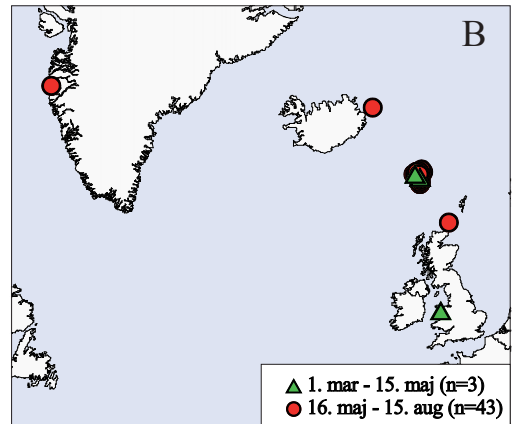 B
1. mar - 15. maj (n=3)
16. maj - 15. aug (n=43)